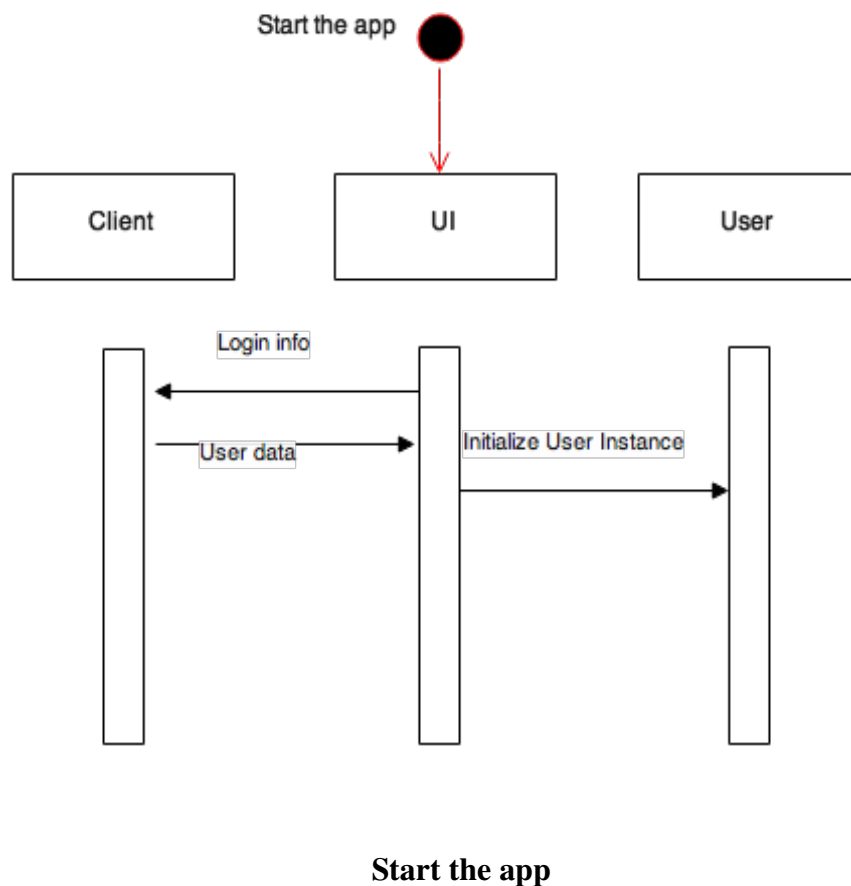 Start the app
Client
UI
User
Login info
User data
Initialize User Instance
Start the app